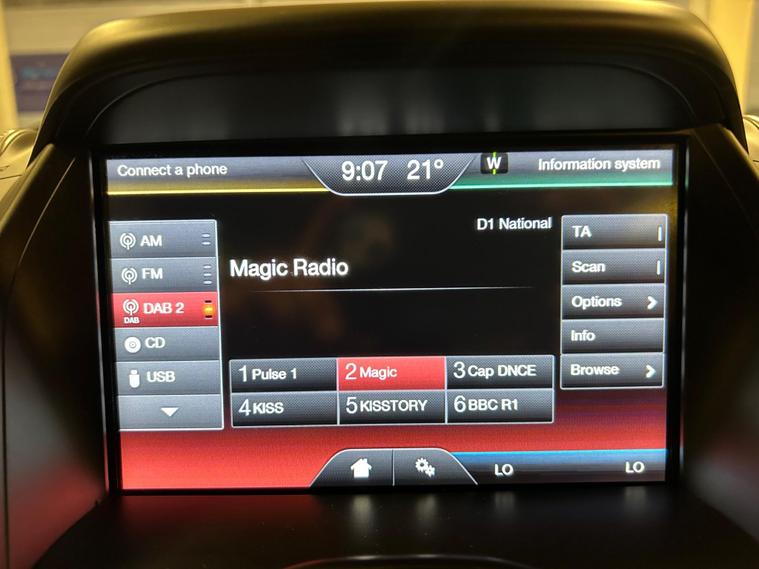 Connect a phone 9:07 21° W Information system
D1 National
AM
FM
DAB 2
DAB
CD
USB
Magic Radio
TA
Scan
Options
Info
Browse
1 Pulse 1 2 Magic 3 Cap DNCE
4 KISS 5 KISSTORY 6 BBC R1
LO LO